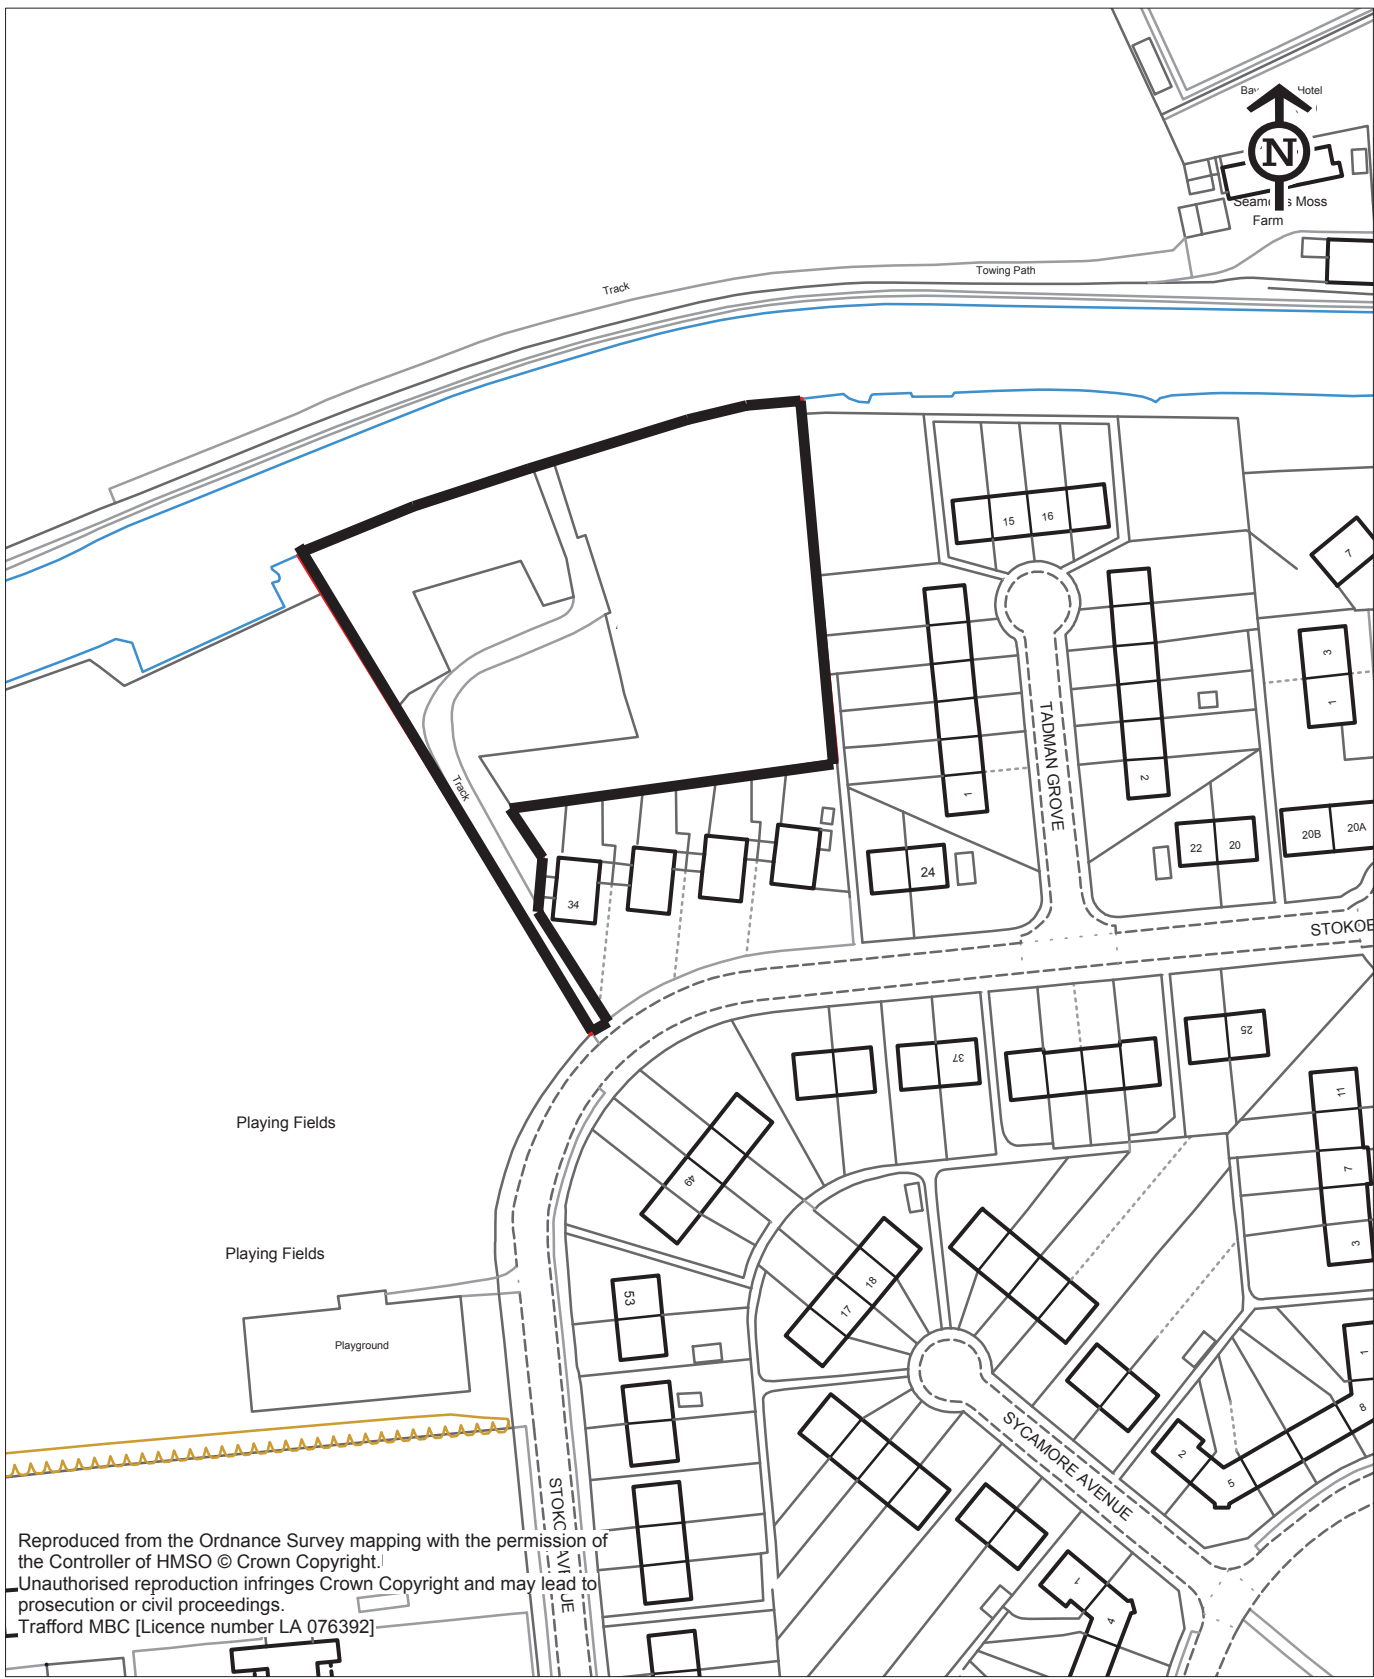 Hotel
N
Moss
Farm
Towing Path
Track
15
16
7
3
1
TADMAN GROVE
1
2
22
20
20B
20A
24
Track
34
37
25
11
7
3
49
Playing Fields
18
17
Playing Fields
53
Playground
1
8
2
5
SYCAMORE AVENUE
1
4
Reproduced from the Ordnance Survey mapping with the permission of
the Controller of HMSO © Crown Copyright.
Unauthorised reproduction infringes Crown Copyright and may lead to
prosecution or civil proceedings.
Trafford MBC [Licence number LA 076392]